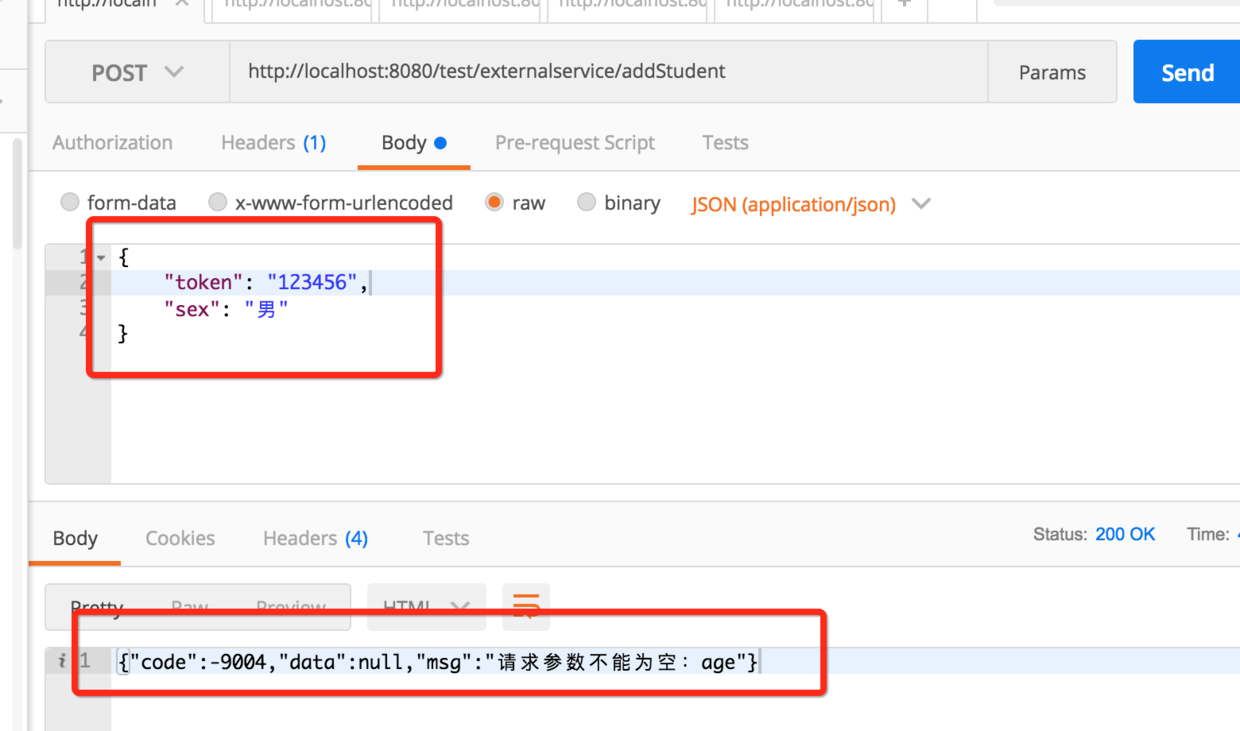 http://localh
http://localhost:80
http://localhost:80
http://localhost:80
http://localhost:80
POST
http://localhost:8080/test/externalservice/addStudent
Params
Send
Authorization
Headers (1)
Body
Pre-request Script
Tests
form-data
x-www-form-urlencoded
raw
binary
JSON (application/json)
1 {
2 "token": "123456",
3 "sex": "男"
4 }
Body
Cookies
Headers (4)
Tests
Status: 200 OK
Time:
Pretty
Raw
Preview
HTML
i 1 {"code":-9004,"data":null,"msg":"请求参数不能为空：age"}